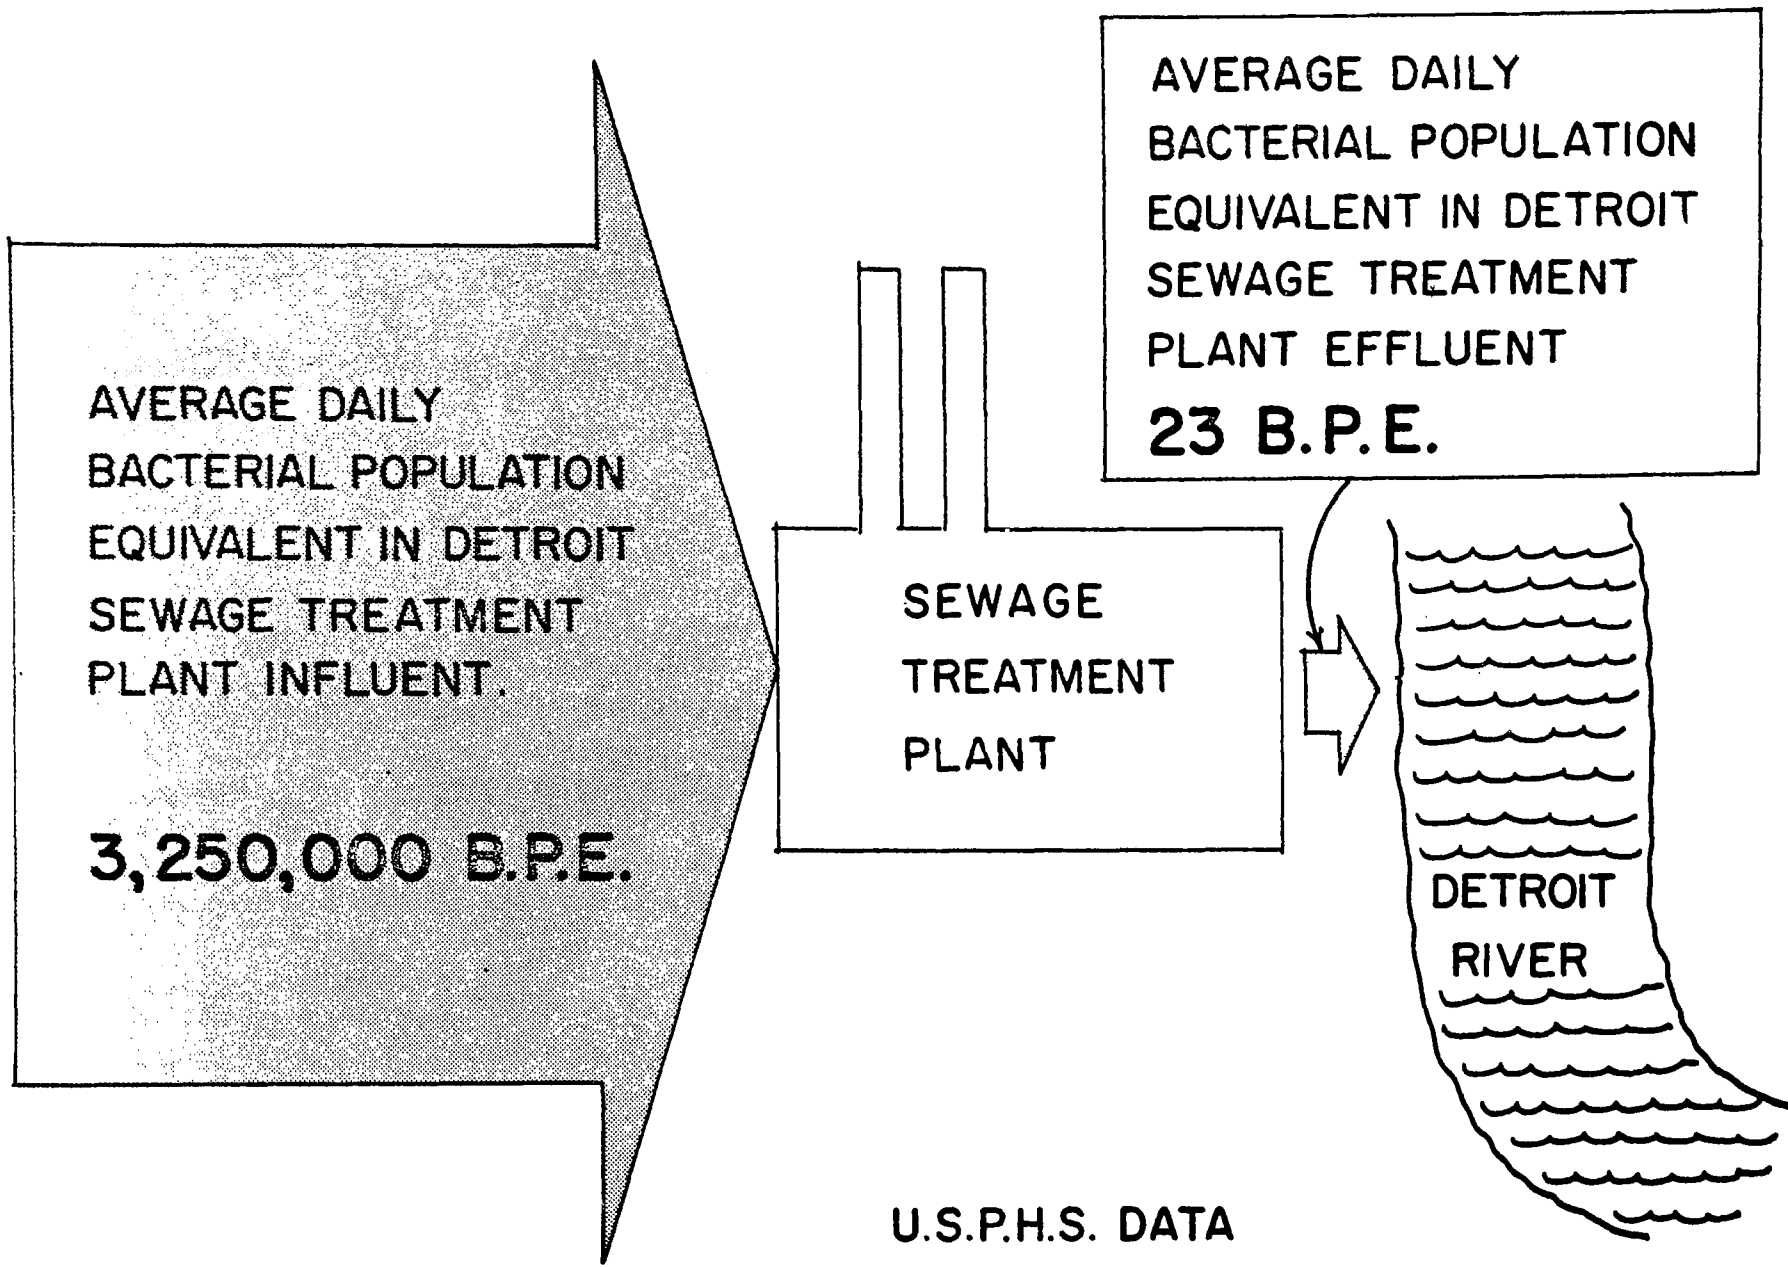 AVERAGE DAILY
BACTERIAL POPULATION
EQUIVALENT IN DETROIT
SEWAGE TREATMENT
PLANT INFLUENT.
3,250,000 B.P.E.
SEWAGE
TREATMENT
PLANT
AVERAGE DAILY
BACTERIAL POPULATION
EQUIVALENT IN DETROIT
SEWAGE TREATMENT
PLANT EFFLUENT
23 B.P.E.
DETROIT
RIVER
U.S.P.H.S. DATA